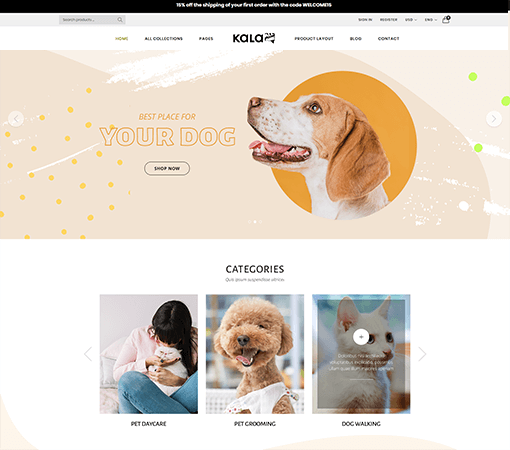 15% off the shipping of your first order with the code WELCOME15
Search product...
SIGN IN REGISTER USD ENG 0
HOME ALL COLLECTIONS PAGES KALA PRODUCT LAYOUT BLOG CONTACT
BEST PLACE FOR
YOUR DOG
SHOP NOW
CATEGORIES
Quis ipsum suspendisse ultrices
PET DAYCARE PET GROOMING DOG WALKING